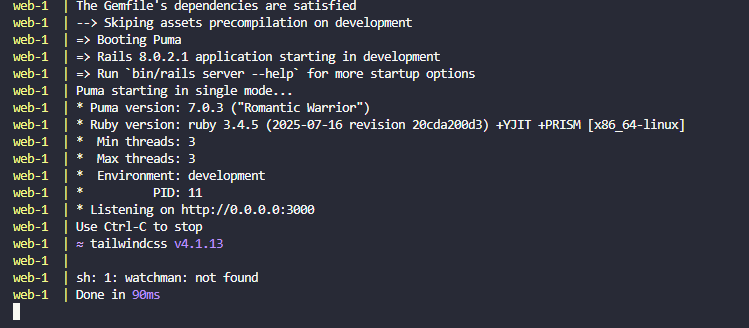 web-1 | The Gemfile's dependencies are satisfied
web-1 | --> Skiping assets precompilation on development
web-1 | => Booting Puma
web-1 | => Rails 8.0.2.1 application starting in development
web-1 | => Run `bin/rails server --help` for more startup options
web-1 | Puma starting in single mode...
web-1 | * Puma version: 7.0.3 ("Romantic Warrior")
web-1 | * Ruby version: ruby 3.4.5 (2025-07-16 revision 20cda200d3) +YJIT +PRISM [x86_64-linux]
web-1 | *  Min threads: 3
web-1 | *  Max threads: 3
web-1 | *  Environment: development
web-1 | *          PID: 11
web-1 | * Listening on http://0.0.0.0:3000
web-1 | Use Ctrl-C to stop
web-1 | ≈ tailwindcss v4.1.13
web-1 |
web-1 | sh: 1: watchman: not found
web-1 | Done in 90ms